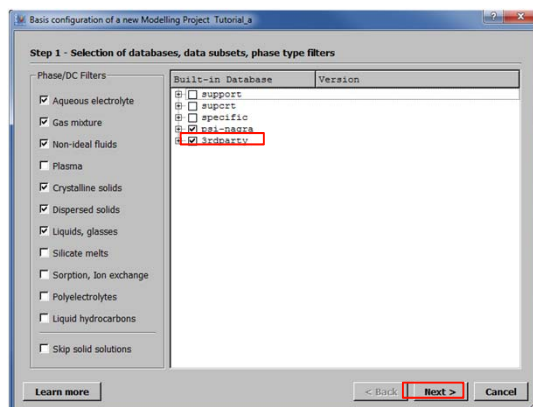 Basis configuration of a new Modelling Project Tutorial_a
Step 1 - Selection of databases, data subsets, phase type filters
Phase/DC Filters
Aqueous electrolyte
Gas mixture
Non-ideal fluids
Plasma
Crystalline solids
Dispersed solids
Liquids, glasses
Silicate melts
Sorption, Ion exchange
Polyelectrolytes
Liquid hydrocarbons
Skip solid solutions
Built-in Database Version
support
supcrt
specific
psi-nagra
3rdparty
Learn more < Back Next > Cancel